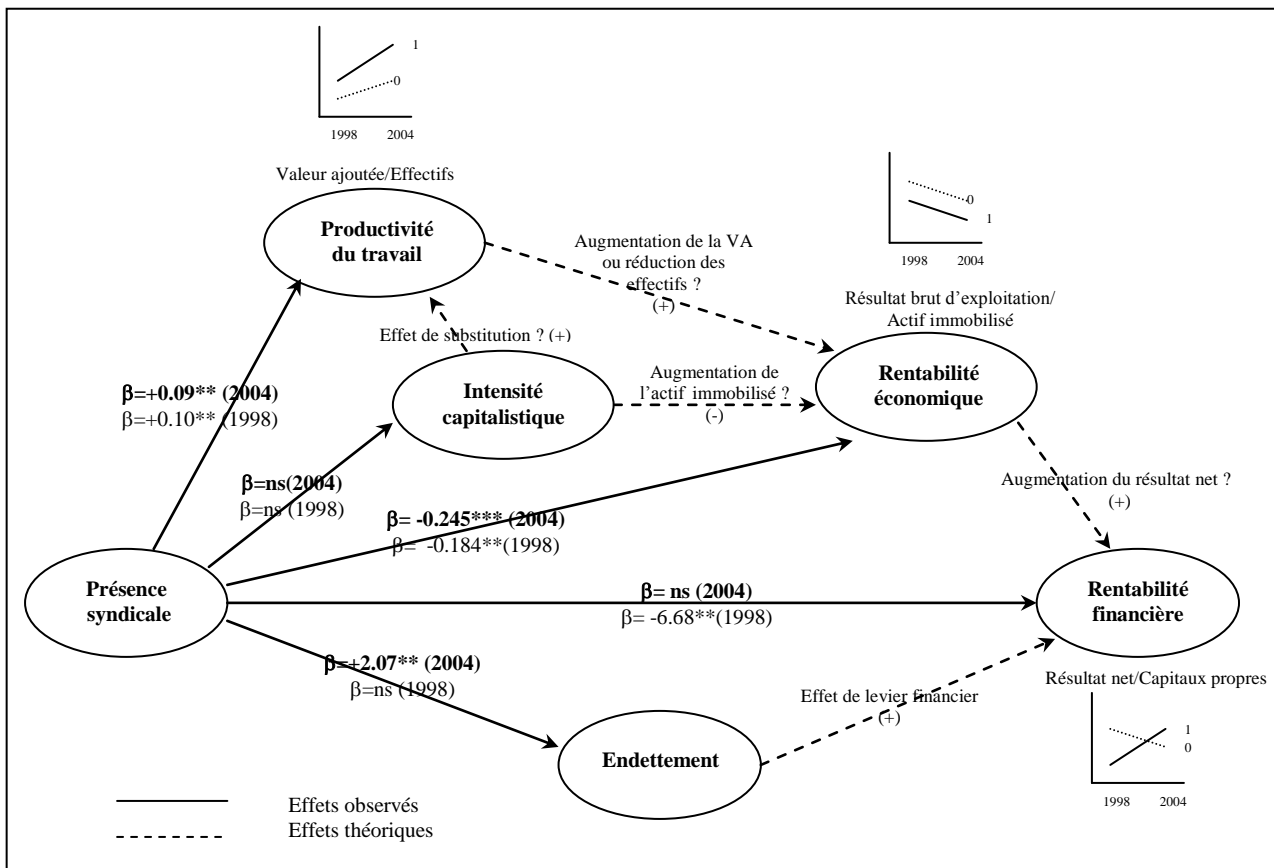 1
0
1998 2004
Valeur ajoutée/Effectifs
Productivité
du travail
0
1
1998 2004
Augmentation de la VA
ou réduction des
effectifs ?
(+)
Résultat brut d'exploitation/
Actif immobilisé
Effet de substitution ? (+)
Rentabilité
économique
Intensité
capitalistique
Augmentation de
l'actif immobilisé ?
(-)
β=+0.09** (2004)
β=+0.10** (1998)
β=ns(2004)
β=ns (1998)
Augmentation du résultat net ?
(+)
β= -0.245*** (2004)
β= -0.184**(1998)
Présence
syndicale
β= ns (2004)
β= -6.68**(1998)
Rentabilité
financière
β=+2.07** (2004)
β=ns (1998)
Résultat net/Capitaux propres
Effet de levier financier
(+)
1
0
1998 2004
Endettement
Effets observés
Effets théoriques